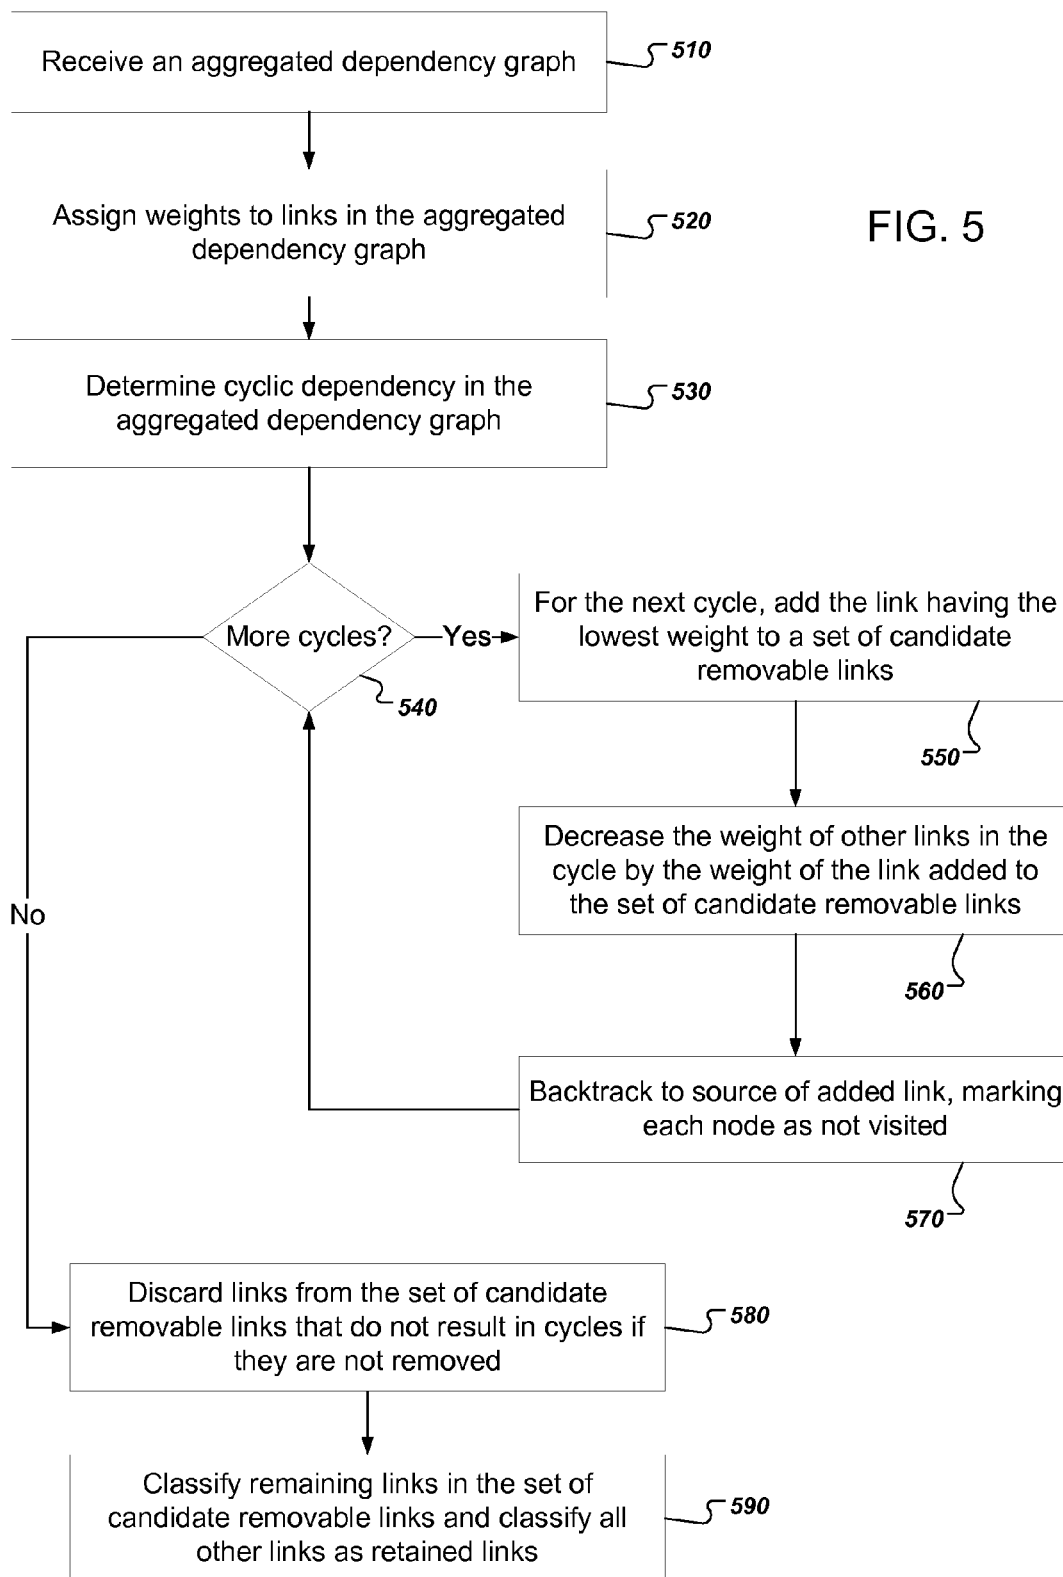 Receive an aggregated dependency graph
510
Assign weights to links in the aggregated
dependency graph
520
FIG. 5
Determine cyclic dependency in the
aggregated dependency graph
530
More cycles?
Yes
540
For the next cycle, add the link having the
lowest weight to a set of candidate
removable links
550
Decrease the weight of other links in the
cycle by the weight of the link added to
the set of candidate removable links
560
No
Backtrack to source of added link, marking
each node as not visited
570
Discard links from the set of candidate
removable links that do not result in cycles if
they are not removed
580
Classify remaining links in the set of
candidate removable links and classify all
other links as retained links
590